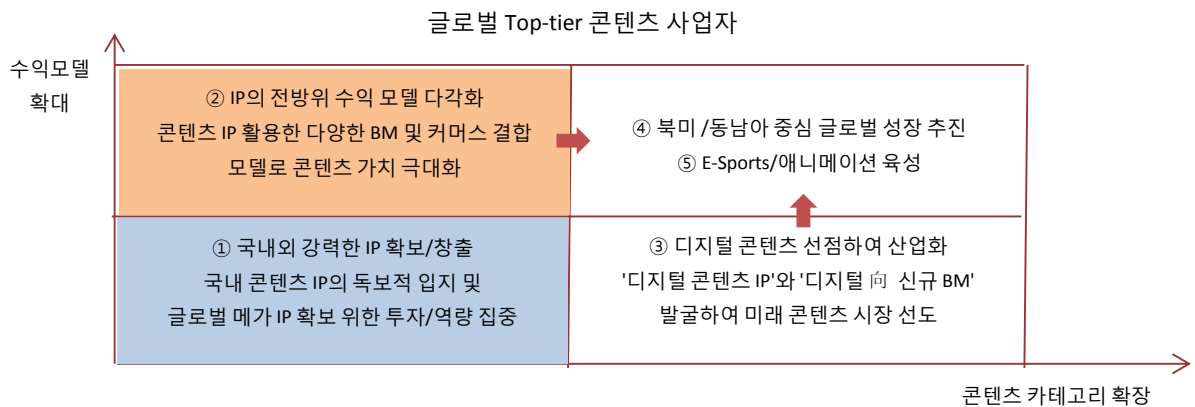 글로벌 Top-tier 콘텐츠 사업자
수익모델
확대
② IP의 전방위 수익 모델 다각화
콘텐츠 IP 활용한 다양한 BM 및 커머스 결합
모델로 콘텐츠 가치 극대화
④ 북미 /동남아 중심 글로벌 성장 추진
⑤ E-Sports/애니메이션 육성
① 국내외 강력한 IP 확보/창출
국내 콘텐츠 IP의 독보적 입지 및
글로벌 메가 IP 확보 위한 투자/역량 집중
③ 디지털 콘텐츠 선점하여 산업화
'디지털 콘텐츠 IP'와 '디지털 向 신규 BM'
발굴하여 미래 콘텐츠 시장 선도
콘텐츠 카테고리 확장